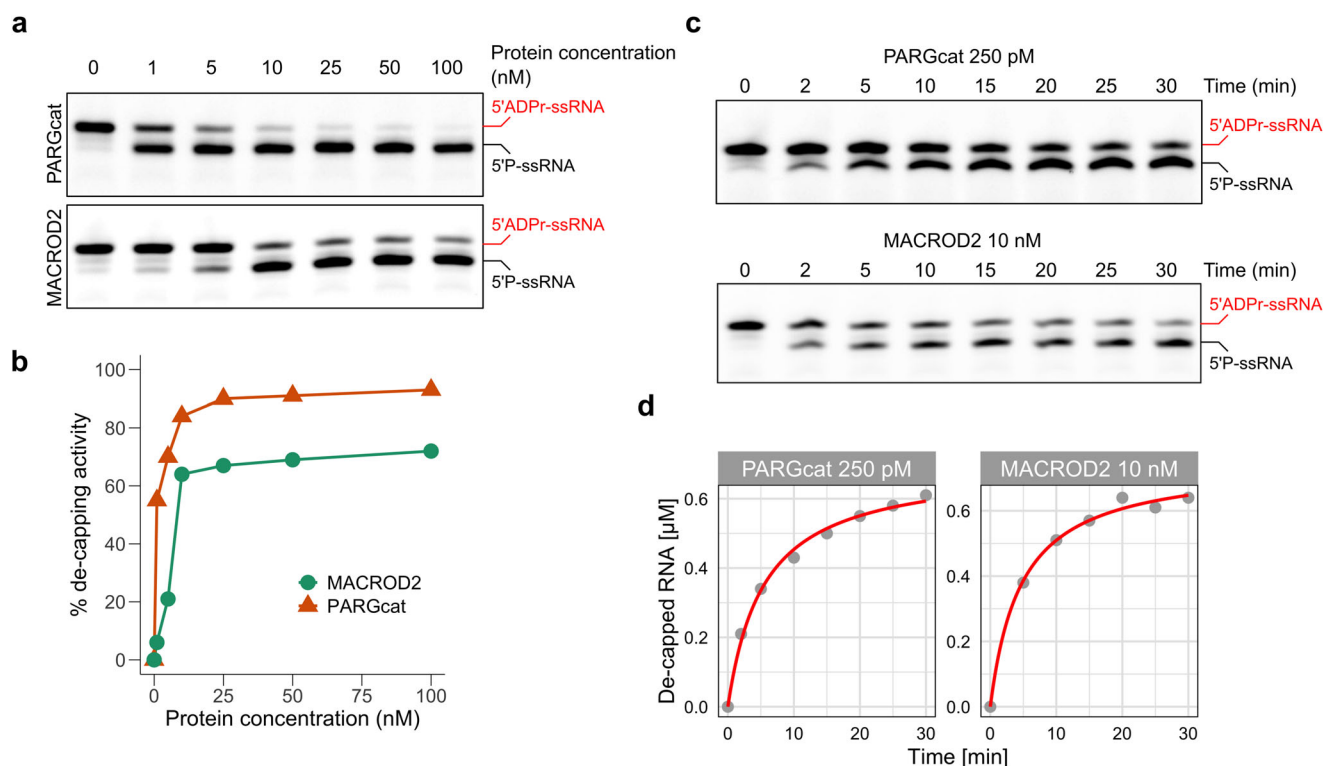 a
0 1 5 10 25 50 100 Protein concentration
(nM)
PARGcat
5'ADPr-ssRNA
5'P-ssRNA
MACROD2
5'ADPr-ssRNA
5'P-ssRNA
b
% de-capping activity
100
80
60
40
20
0
MACROD2
PARGcat
0 25 50 75 100
Protein concentration (nM)
c
PARGcat 250 pM
0 2 5 10 15 20 25 30 Time (min)
5'ADPr-ssRNA
5'P-ssRNA
MACROD2 10 nM
0 2 5 10 15 20 25 30 Time (min)
5'ADPr-ssRNA
5'P-ssRNA
d
PARGcat 250 pM
MACROD2 10 nM
De-capped RNA [µM]
0.6
0.4
0.2
0.0
0 10 20 30
0.6
0.4
0.2
0.0
0 10 20 30
Time [min]